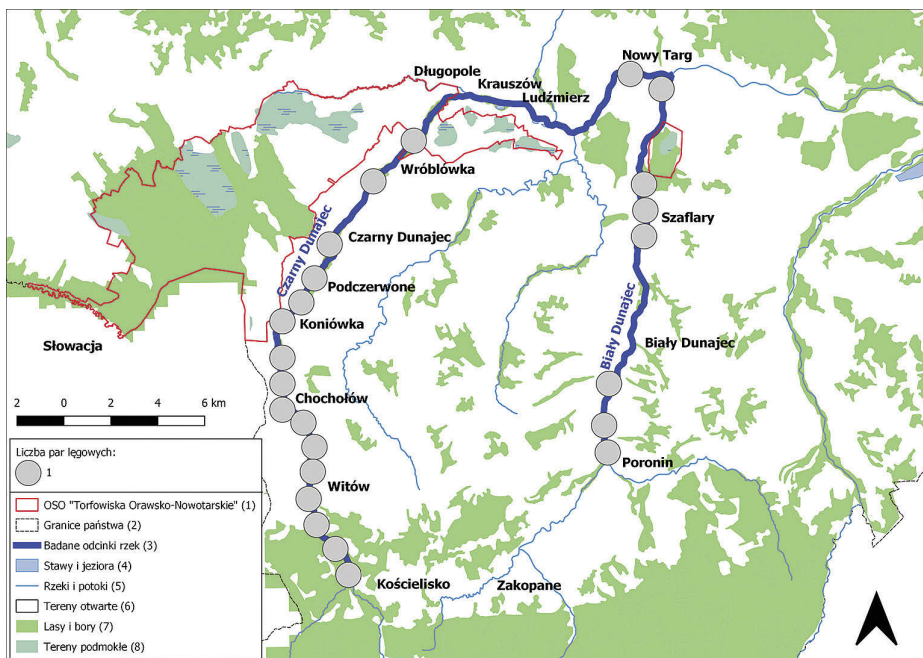 Nowy Targ
Długopole
Krauszów
Ludźmierz
Wróblówka
Szaflary
Czarny Dunajec
Czarny Dunajec
Podczerwone
Koniówka
Słowacja
Biały Dunajec
Biały Dunajec
Chochołów
2 0 2 4 6 km
Poronin
Witów
Kościelisko
Zakopane
Liczba par lęgowych:
1
OSO "Torfowiska Orawsko-Nowotarskie" (1)
Granice państwa (2)
Badane odcinki rzek (3)
Stawy i jeziora (4)
Rzeki i potoki (5)
Tereny otwarte (6)
Lasy i bory (7)
Tereny podmokłe (8)